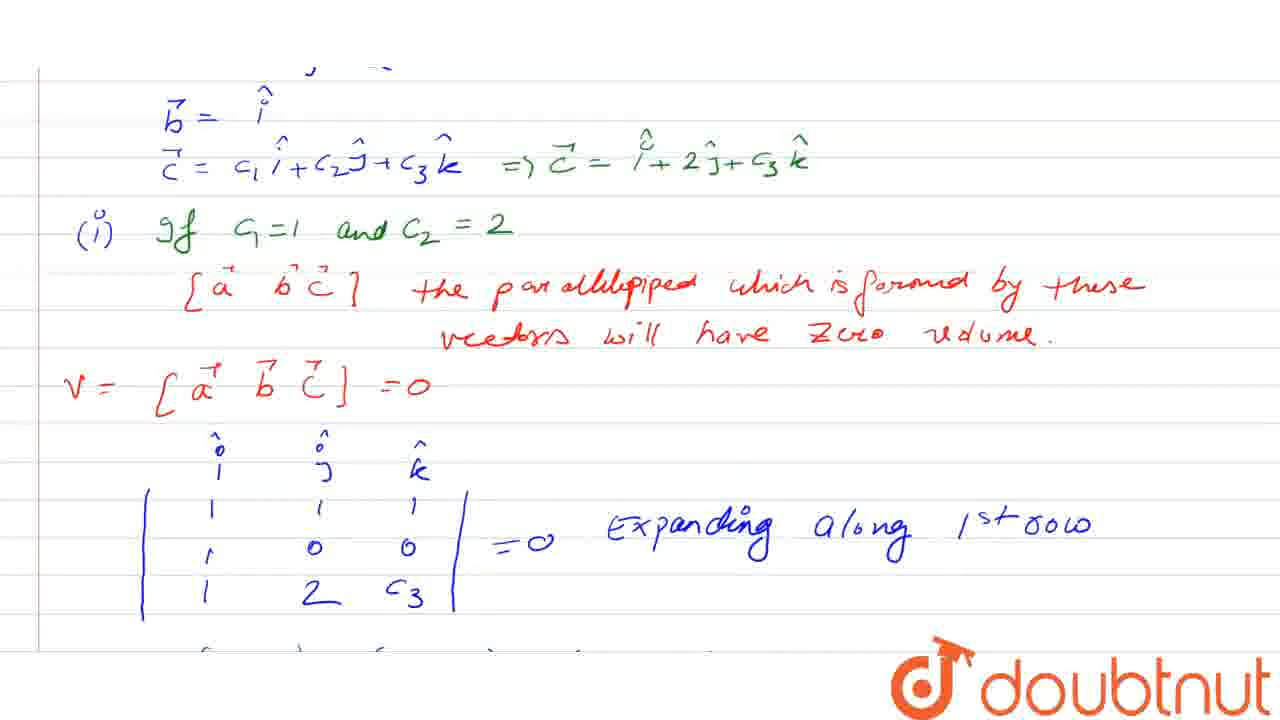 b⃗ = î
c⃗ = c₁î + c₂ĵ + c₃k̂ ⇒ c⃗ = î + 2ĵ + c₃k̂
(i) If C₁ = 1 and C₂ = 2
[a⃗ b⃗ c⃗] the parallelepiped which is formed by these
vectors will have zero volume.
V = [a⃗ b⃗ c⃗] = 0
î ĵ k̂
| 1 1 1 |
| 1 0 0 | = 0 Expanding along 1st row
| 1 2 c₃ |
doubtnut